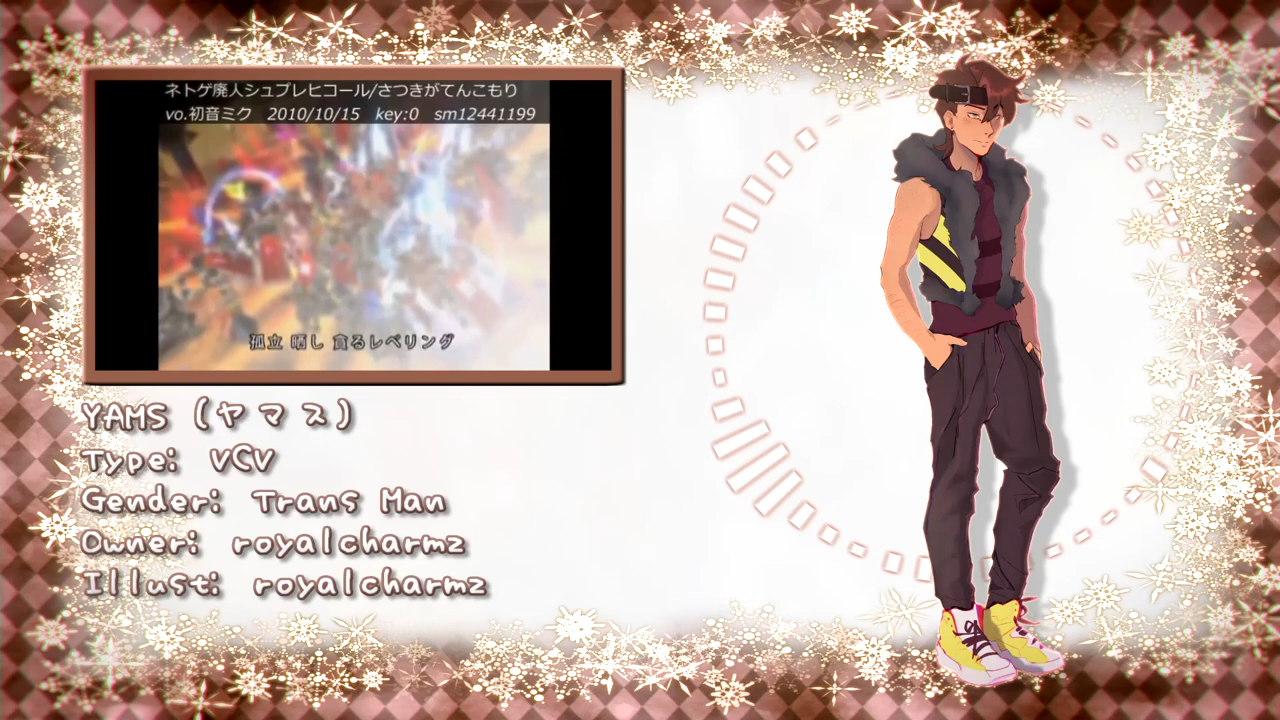 ネトゲ廃人シュプレヒコール/さつきがてんこもり
vo.初音ミク 2010/10/15 key:0 sm12441199
孤立 晒し 貪るレベリング
YAMS (ヤマス)
Type: VCV
Gender: Trans Man
Owner: royalcharmz
Illust: royalcharmz